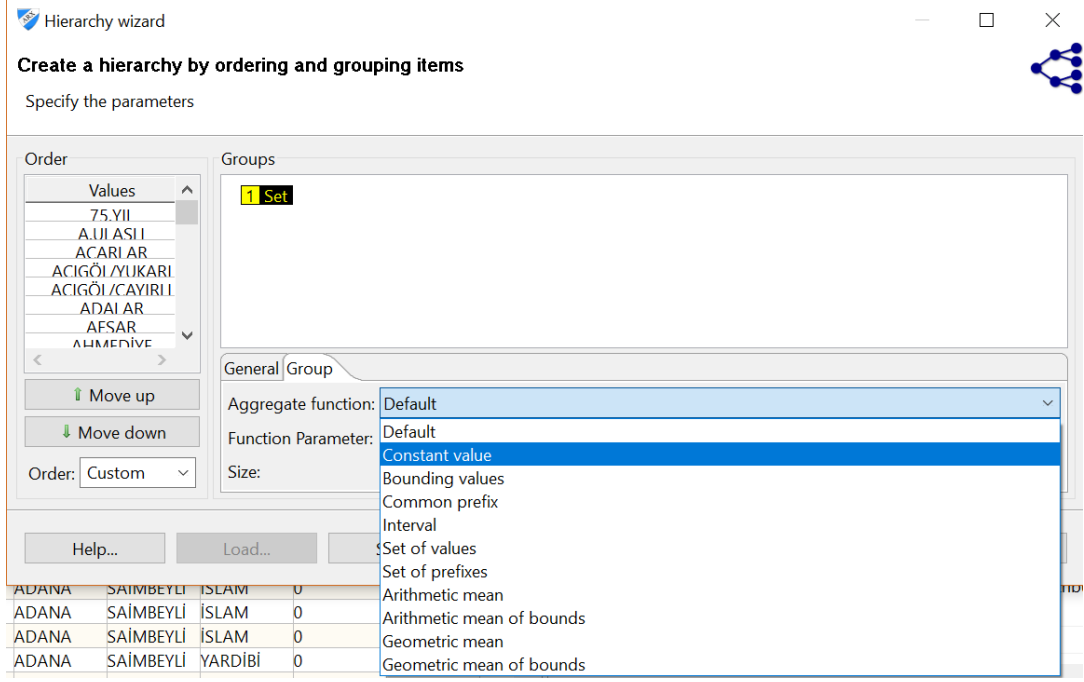 Hierarchy wizard
Create a hierarchy by ordering and grouping items
Specify the parameters
Order
Groups
Values
75.YIL
A.ULAŞLI
ACARLAR
ACIGÖL/YUKARI
ACIGÖL/ÇAYIRLI
ADALAR
AFŞAR
AHMEDİYE
1 Set
General Group
Move up
Move down
Order: Custom
Aggregate function: Default
Function Parameter:
Size:
Default
Constant value
Bounding values
Common prefix
Interval
Set of values
Set of prefixes
Arithmetic mean
Arithmetic mean of bounds
Geometric mean
Geometric mean of bounds
Help...
Load...
ADANA SAİMBEYLİ İSLAM 0
ADANA SAİMBEYLİ İSLAM 0
ADANA SAİMBEYLİ İSLAM 0
ADANA SAİMBEYLİ YARDİBİ 0